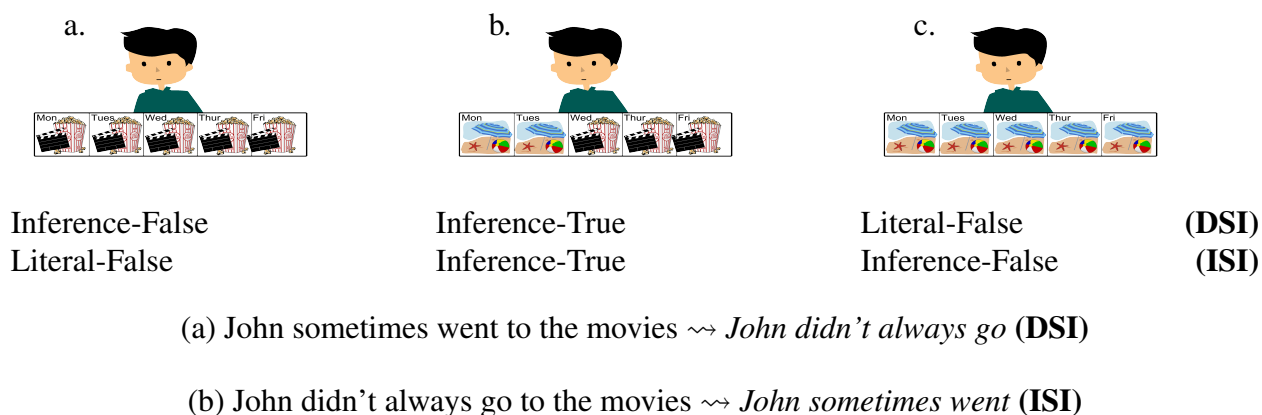 a. b. c.
Mon Tues Wed Thur Fri Mon Tues Wed Thur Fri Mon Tues Wed Thur Fri
Inference-False Inference-True Literal-False (DSI)
Literal-False Inference-True Inference-False (ISI)
(a) John sometimes went to the movies ⇝ John didn't always go (DSI)
(b) John didn't always go to the movies ⇝ John sometimes went (ISI)